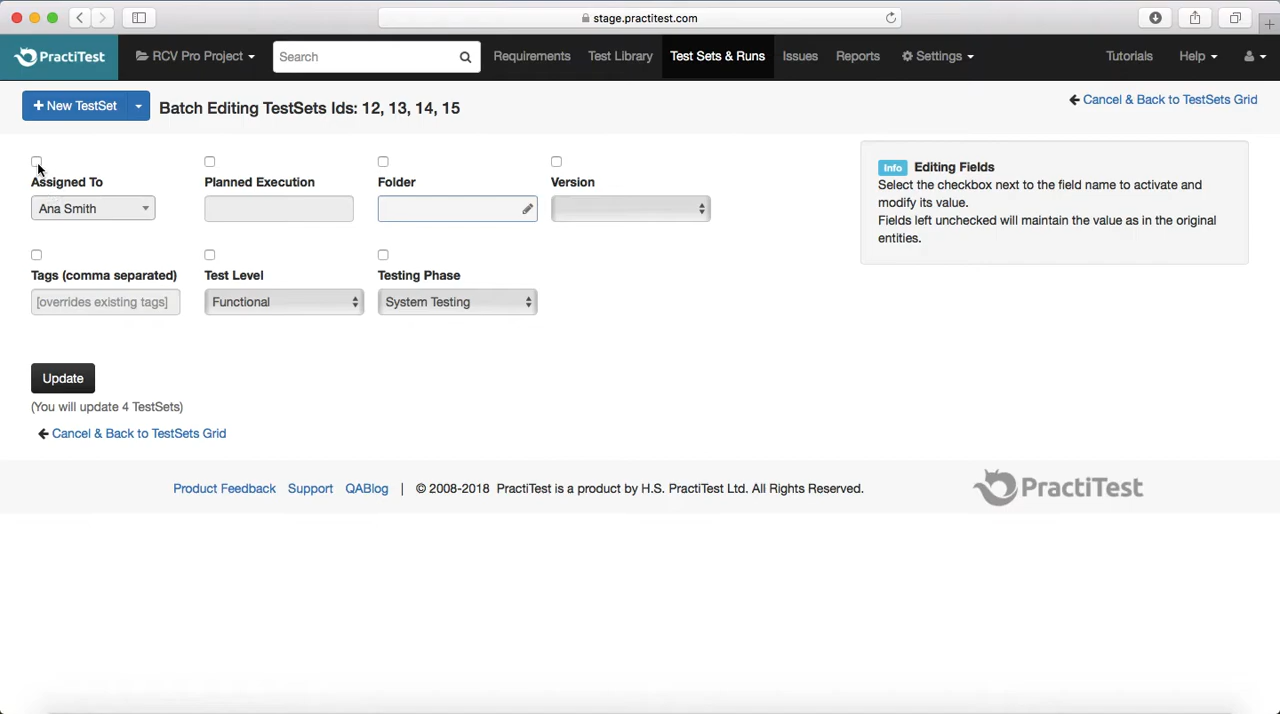 stage.practitest.com
PractiTest
RCV Pro Project
Search
Requirements
Test Library
Test Sets & Runs
Issues
Reports
Settings
Tutorials
Help
+ New TestSet
Batch Editing TestSets Ids: 12, 13, 14, 15
Cancel & Back to TestSets Grid
Assigned To
Planned Execution
Folder
Version
Ana Smith
Info Editing Fields
Select the checkbox next to the field name to activate and
modify its value.
Fields left unchecked will maintain the value as in the original
entities.
Tags (comma separated)
Test Level
Testing Phase
[overrides existing tags]
Functional
System Testing
Update
(You will update 4 TestSets)
Cancel & Back to TestSets Grid
Product Feedback Support QABlog | © 2008-2018 PractiTest is a product by H.S. PractiTest Ltd. All Rights Reserved.
PractiTest